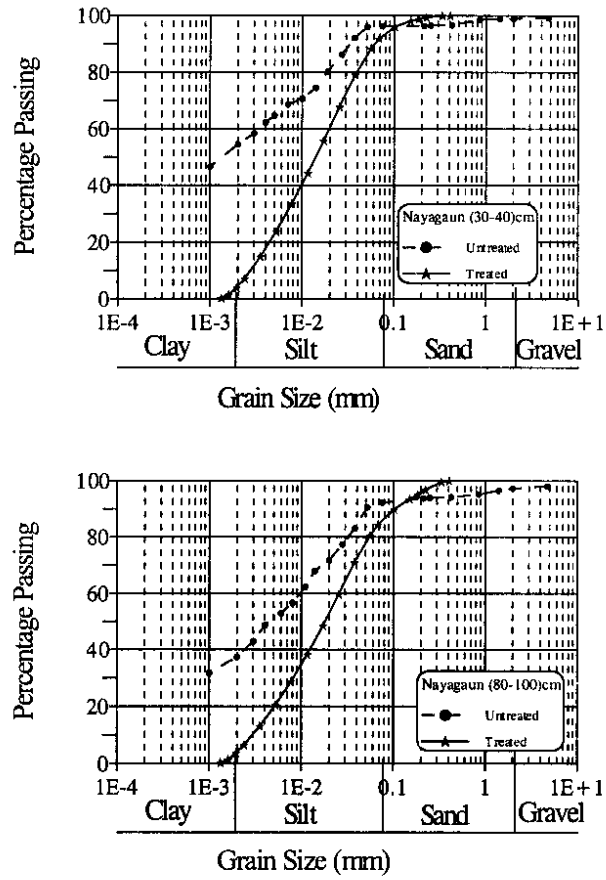 100
80
60
40
20
0
Percentage Passing
Nayagaun (30-40)cm
Untreated
Treated
1E-4 1E-3 1E-2 0.1 1 1E+1
Clay Silt Sand Gravel
Grain Size (mm)
100
80
60
40
20
0
Percentage Passing
Nayagaun (80-100)cm
Untreated
Treated
1E-4 1E-3 1E-2 0.1 1 1E+1
Clay Silt Sand Gravel
Grain Size (mm)